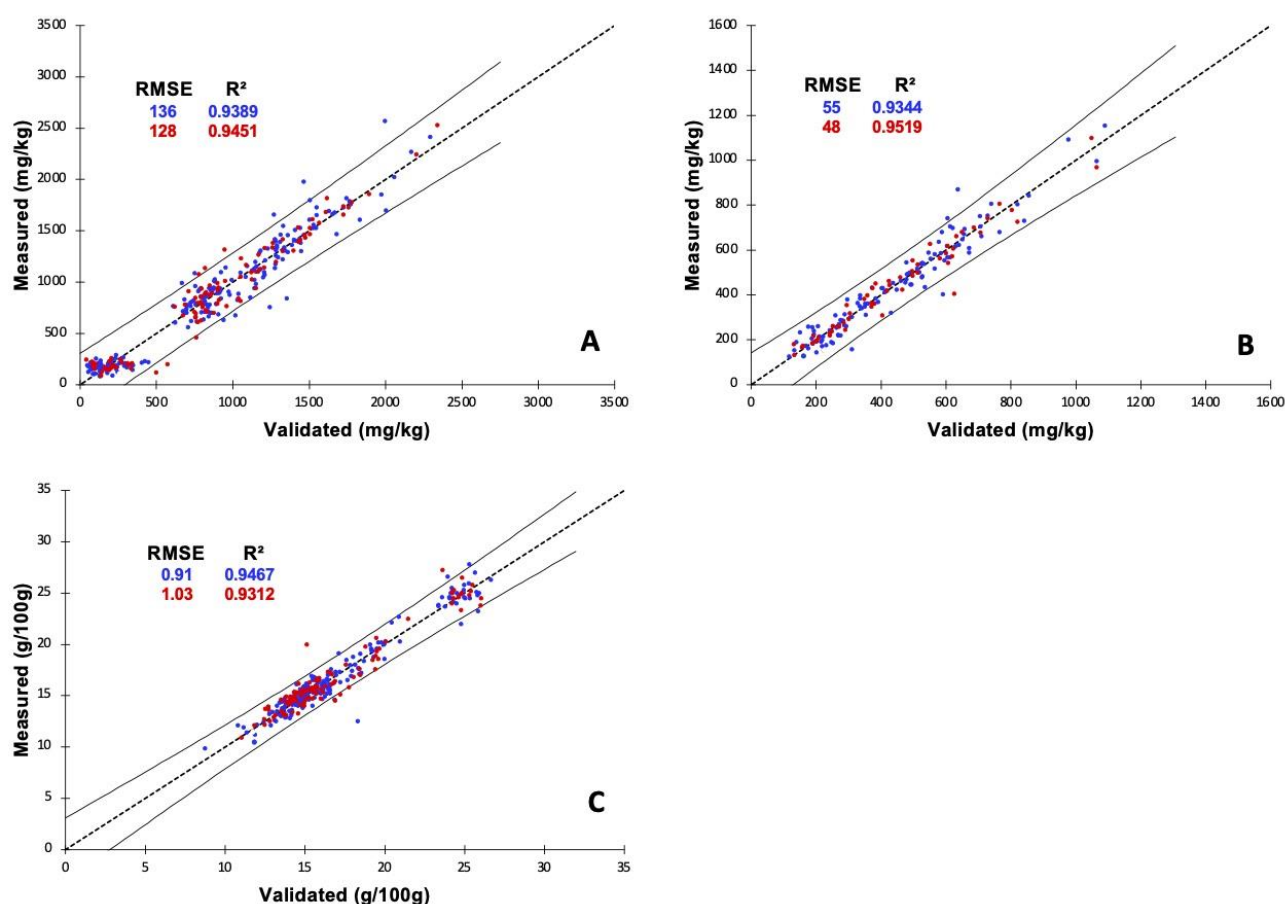 3500
3000
2500
2000
1500
1000
500
0
Measured (mg/kg)
RMSE R²
136 0.9389
128 0.9451
A
0 500 1000 1500 2000 2500 3000 3500
Validated (mg/kg)
1600
1400
1200
1000
800
600
400
200
0
Measured (mg/kg)
RMSE R²
55 0.9344
48 0.9519
B
0 200 400 600 800 1000 1200 1400 1600
Validated (mg/kg)
35
30
25
20
15
10
5
0
Measured (g/100g)
RMSE R²
0.91 0.9467
1.03 0.9312
C
0 5 10 15 20 25 30 35
Validated (g/100g)